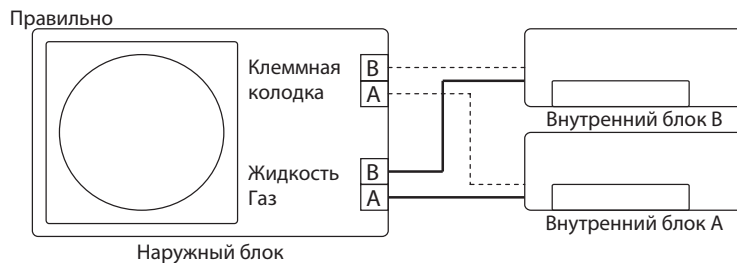 Правильно
Клеммная
колодка
B
A
Жидкость
Газ
B
A
Наружный блок
Внутренний блок B
Внутренний блок A